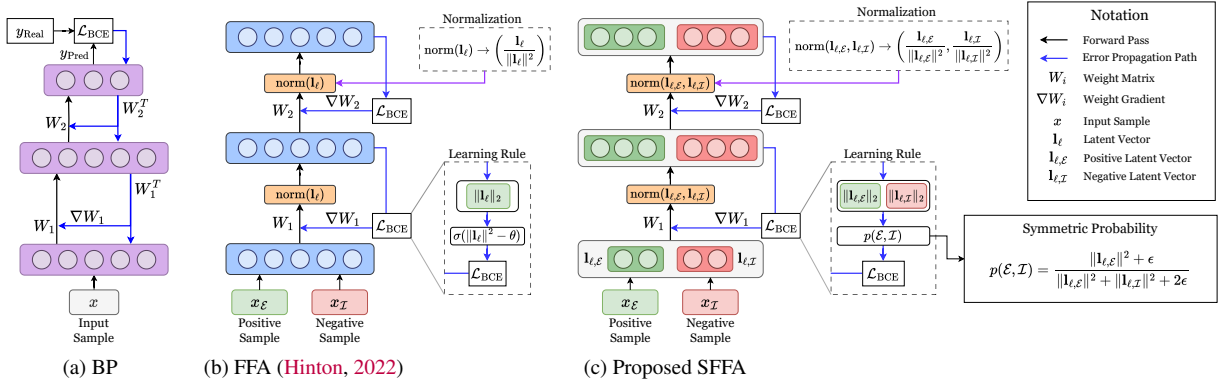 y_Real
ℒ_BCE
y_Pred
W_2
W_2^T
W_1^T
W_1
∇W_1
x
Input
Sample
(a) BP
Normalization
norm(l_ℓ) → ( l_ℓ / ‖l_ℓ‖² )
norm(l_ℓ)
∇W_2
W_2
ℒ_BCE
norm(l_ℓ)
W_1
∇W_1
ℒ_BCE
Learning Rule
‖l_ℓ‖_2
σ(‖l_ℓ‖² − θ)
ℒ_BCE
x_ℰ
x_ℐ
Positive
Sample
Negative
Sample
(b) FFA (Hinton, 2022)
Normalization
norm(l_ℓ,ℰ, l_ℓ,ℐ) → ( l_ℓ,ℰ / ‖l_ℓ,ℰ‖² , l_ℓ,ℐ / ‖l_ℓ,ℐ‖² )
norm(l_ℓ,ℰ, l_ℓ,ℐ)
∇W_2
W_2
ℒ_BCE
norm(l_ℓ,ℰ, l_ℓ,ℐ)
W_1
∇W_1
ℒ_BCE
l_ℓ,ℰ
l_ℓ,ℐ
Learning Rule
‖l_ℓ,ℰ‖_2
‖l_ℓ,ℐ‖_2
p(ℰ, ℐ)
ℒ_BCE
x_ℰ
x_ℐ
Positive
Sample
Negative
Sample
(c) Proposed SFFA
Notation
Forward Pass
Error Propagation Path
W_i Weight Matrix
∇W_i Weight Gradient
x Input Sample
l_ℓ Latent Vector
l_ℓ,ℰ Positive Latent Vector
l_ℓ,ℐ Negative Latent Vector
Symmetric Probability
p(ℰ, ℐ) = (‖l_ℓ,ℰ‖² + ϵ) / (‖l_ℓ,ℰ‖² + ‖l_ℓ,ℐ‖² + 2ϵ)